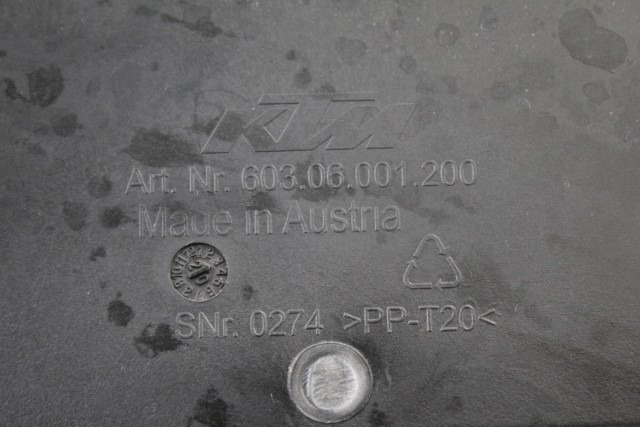 KTM
Art. Nr. 603.06.001.200
Made in Austria
SNr. 0274 >PP-T20<